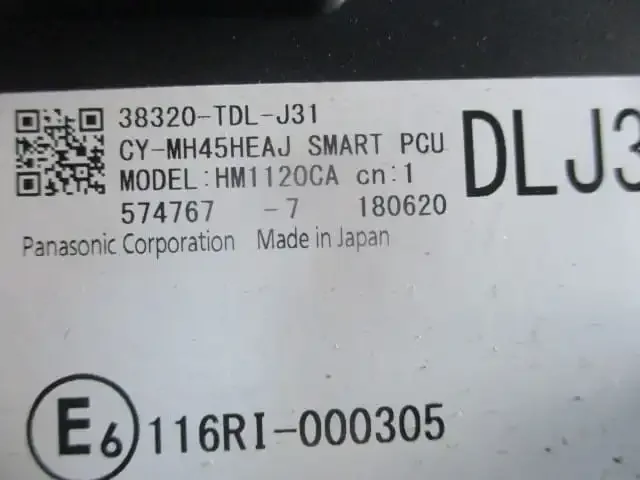 38320-TDL-J31
CY-MH45HEAJ SMART PCU
MODEL:HM1120CA cn:1
574767 -7 180620
Panasonic Corporation Made in Japan
DLJ3
E6 116RI-000305